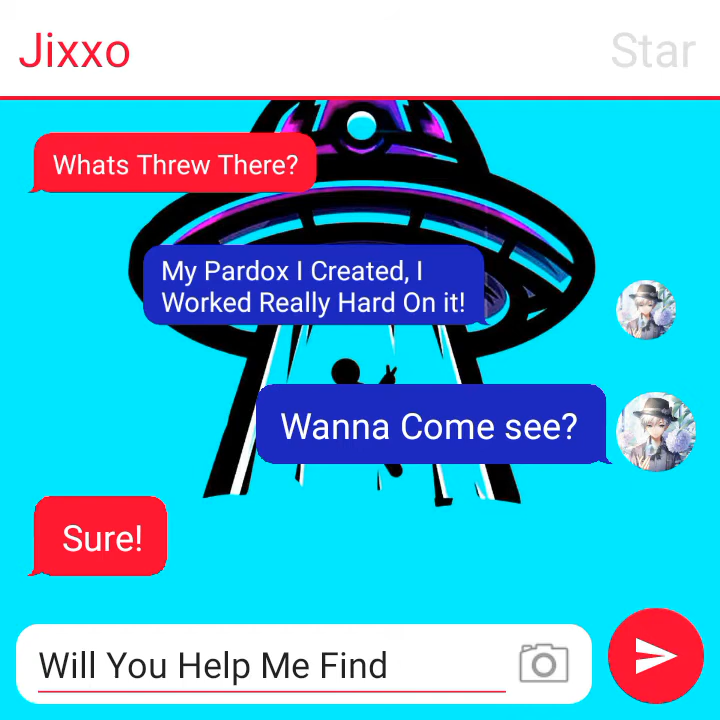 Jixxo
Star
Whats Threw There?
My Pardox I Created, I
Worked Really Hard On it!
Wanna Come see?
Sure!
Will You Help Me Find